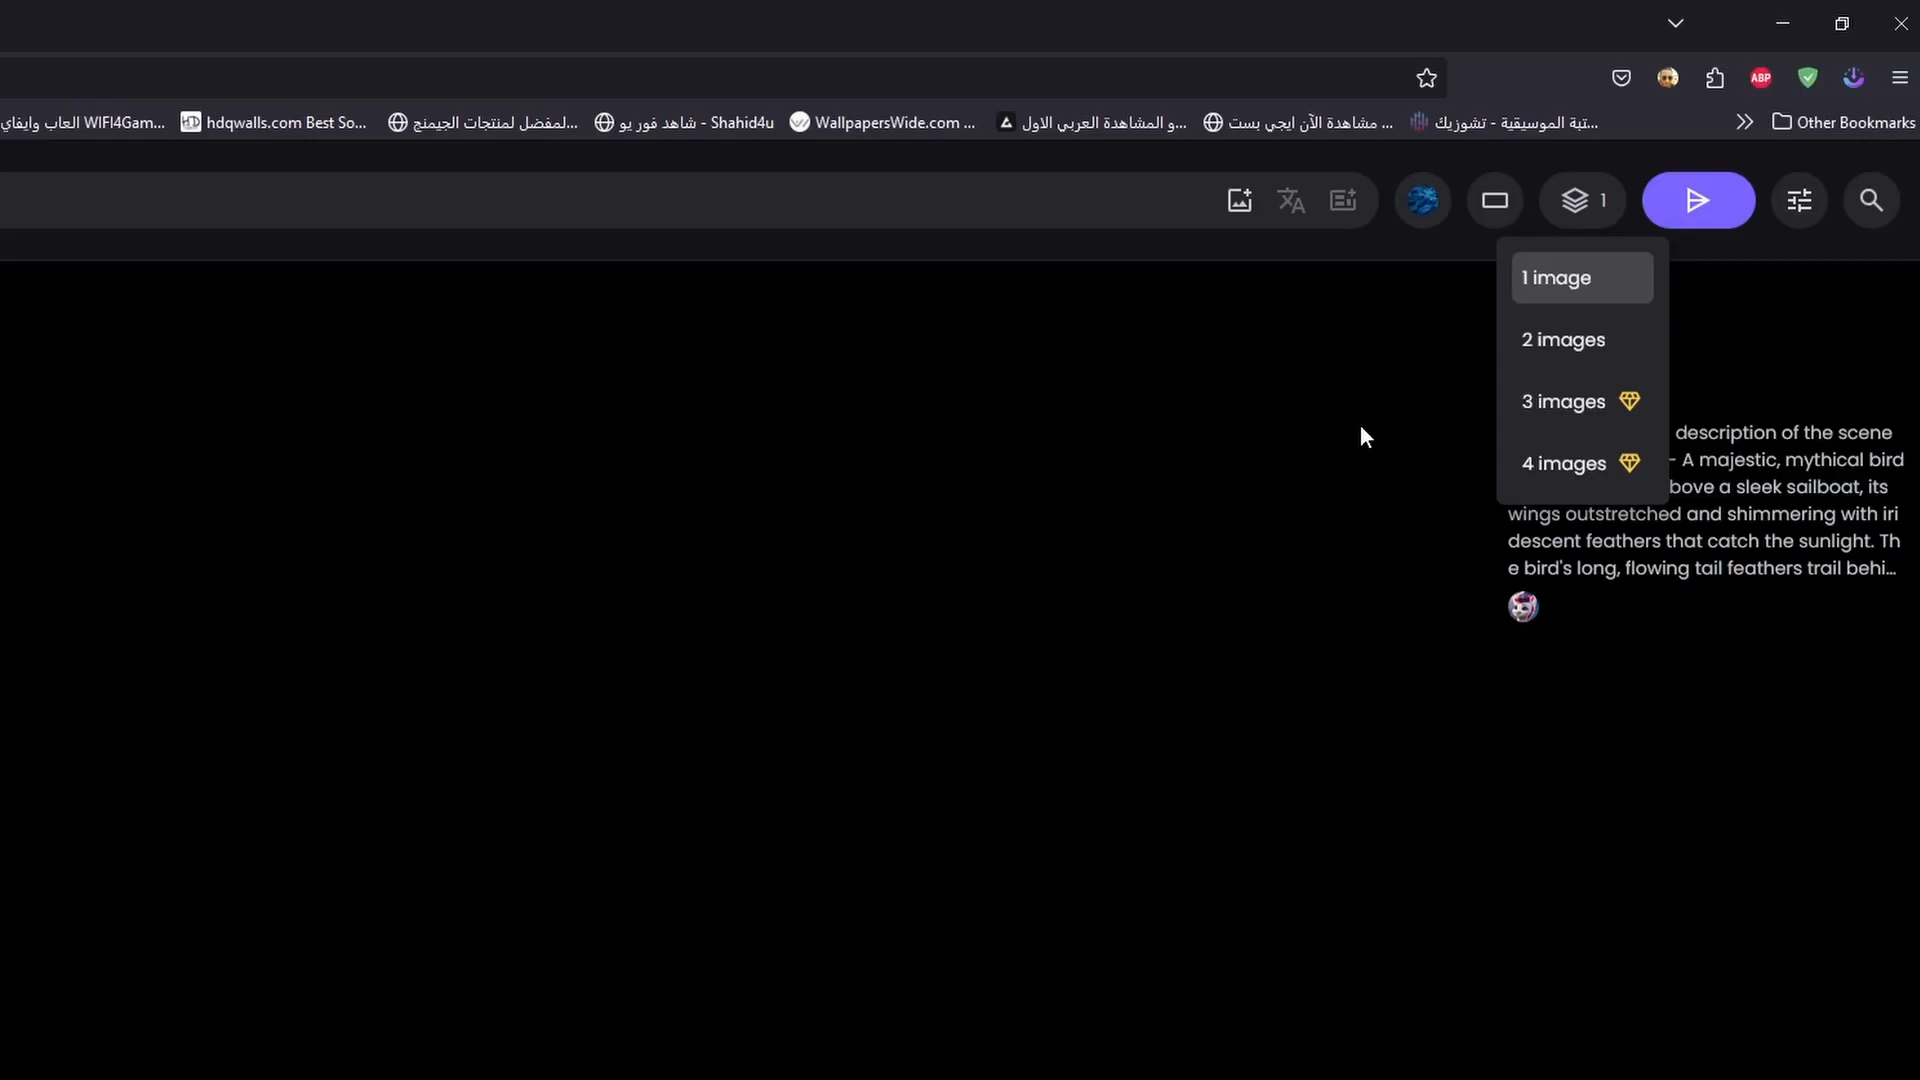 العاب وايفاي WIFI4Gam...
hdqwalls.com Best So...
المفضل لمنتجات الجيمنج...
شاهد فور يو - Shahid4u
WallpapersWide.com ...
و المشاهدة العربي الاول...
مشاهدة الآن ايجي بست ...
تبة الموسيقية - تشوزيك...
Other Bookmarks
ABP
1
1 image
2 images
3 images
4 images
description of the scene
- A majestic, mythical bird
bove a sleek sailboat, its
wings outstretched and shimmering with iri
descent feathers that catch the sunlight. Th
e bird's long, flowing tail feathers trail behi...